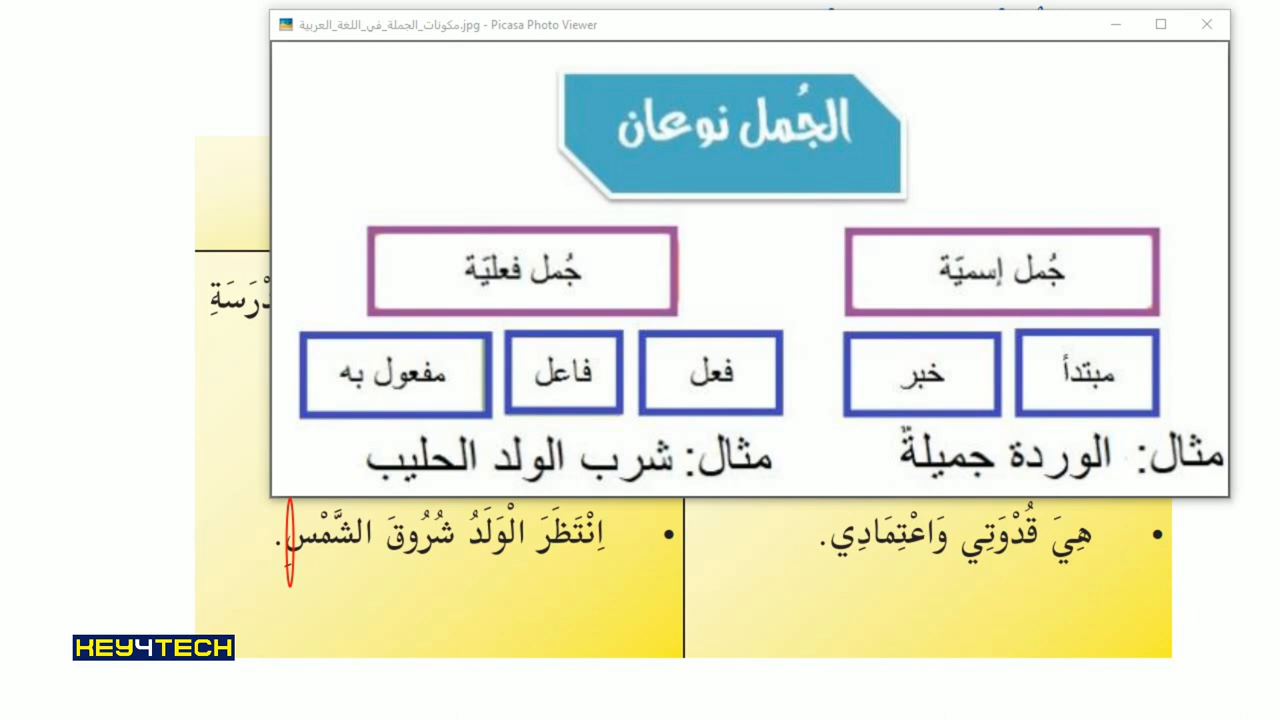 مكونات_الجملة_في_اللغة_العربية.jpg - Picasa Photo Viewer
الجُمل نوعان
جُمل إسميّة
جُمل فعليّة
مبتدأ
خبر
فعل
فاعل
مفعول به
مثال: الوردة جميلةٌ
مثال: شرب الولد الحليب
هِيَ قُدْوَتِي وَاعْتِمَادِي.
اِنْتَظَرَ الْوَلَدُ شُرُوقَ الشَّمْسِ.
KEY4TECH